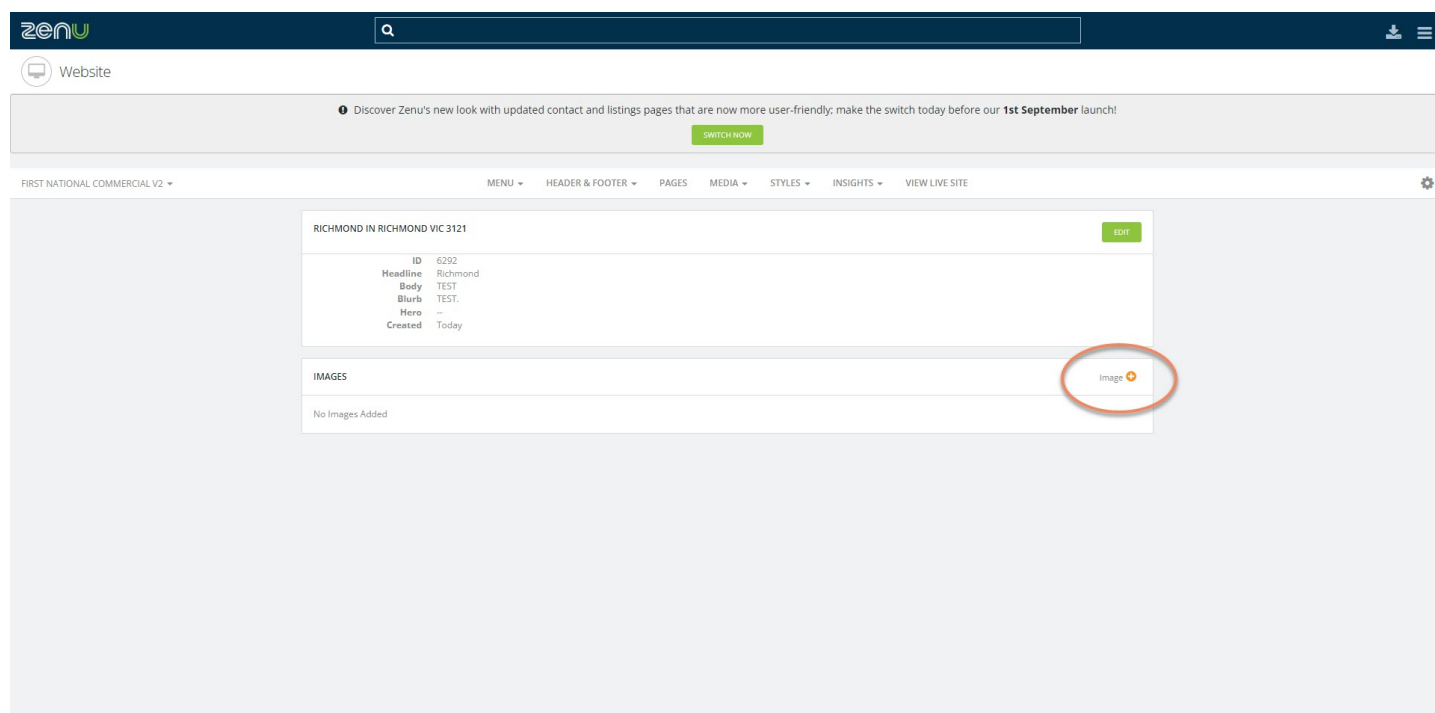 zenu
Website
Discover Zenu's new look with updated contact and listings pages that are now more user-friendly; make the switch today before our 1st September launch!
SWITCH NOW
FIRST NATIONAL COMMERCIAL V2
MENU HEADER & FOOTER PAGES MEDIA STYLES INSIGHTS VIEW LIVE SITE
RICHMOND IN RICHMOND VIC 3121 EDIT
ID 6292
Headline Richmond
Body TEST
Blurb TEST.
Hero --
Created Today
IMAGES Image
No Images Added